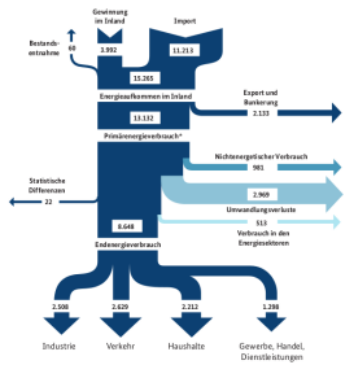 Gewinnung
im Inland
Import
Bestands-
entnahme
60
3.992
11.213
15.265
Energieaufkommen im Inland
Export und
Bunkerung
2.133
13.132
Primärenergieverbrauch*
Nichtenergetischer Verbrauch
981
Statistische
Differenzen
22
2.969
Umwandlungsverluste
513
Verbrauch in den
Energiesektoren
8.648
Endenergieverbrauch
2.508
2.629
2.212
1.298
Industrie
Verkehr
Haushalte
Gewerbe, Handel,
Dienstleistungen